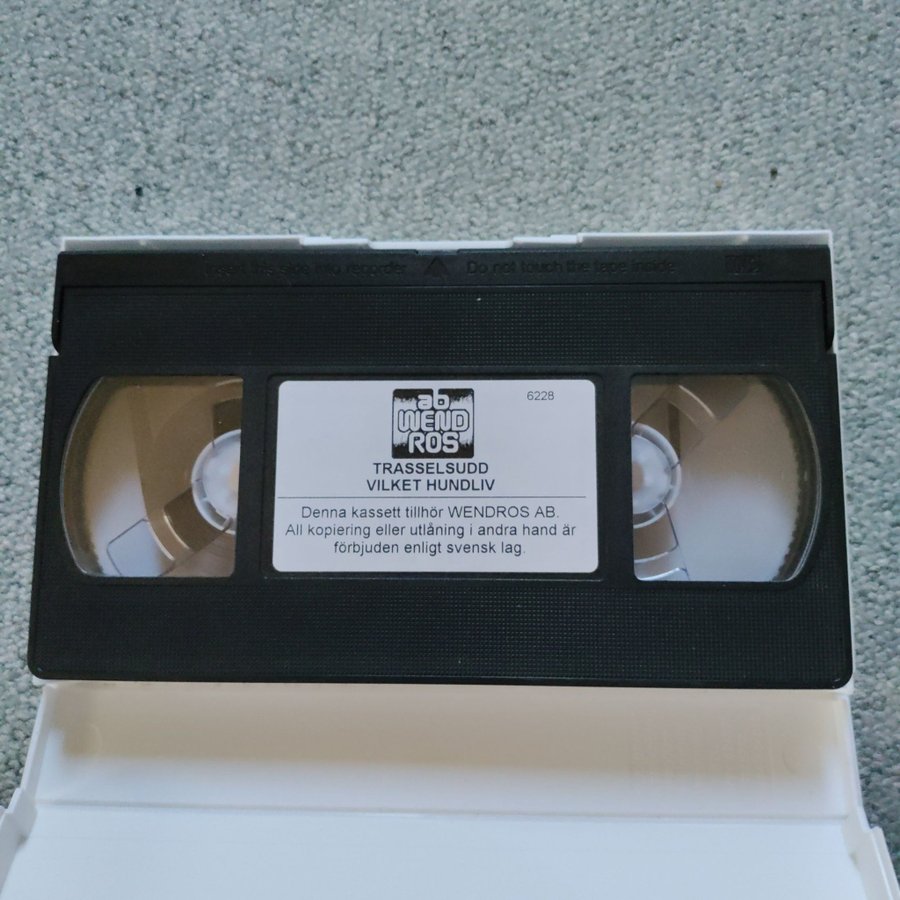 Insert this side into recorder Do not touch the tape inside
ab
WEND
ROS
6228
TRASSELSUDD
VILKET HUNDLIV
Denna kassett tillhör WENDROS AB.
All kopiering eller utlåning i andra hand är
förbjuden enligt svensk lag.